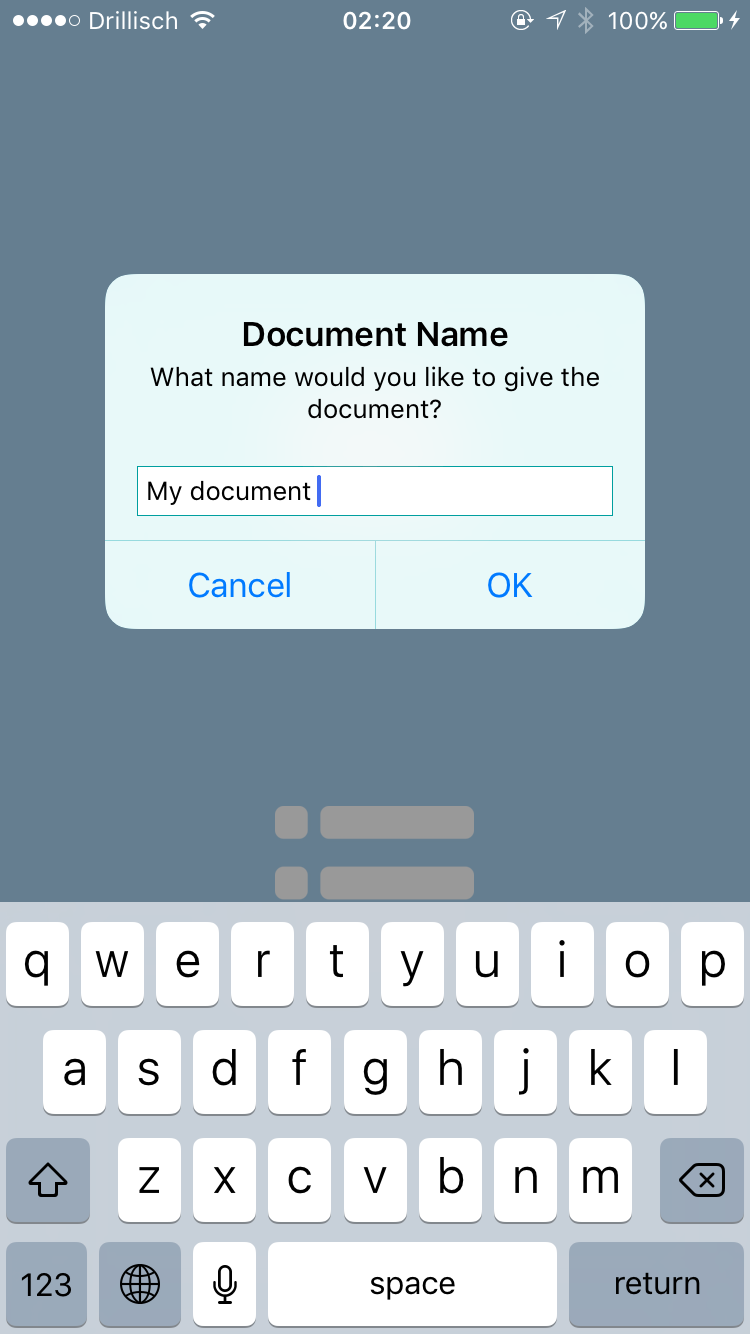 Drillisch 02:20 100%
Document Name
What name would you like to give the
document?
My document
Cancel OK
q w e r t y u i o p
a s d f g h j k l
z x c v b n m
123 space return